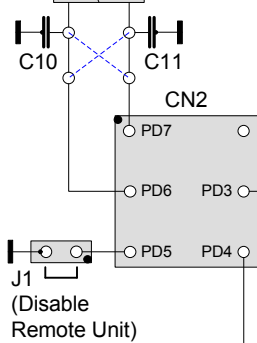 C10
C11
CN2
PD7
PD6
PD3
PD5
PD4
J1
(Disable
Remote Unit)